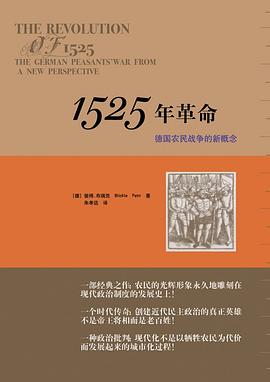 THE REVOLUTION
OF 1525
THE GERMAN PEASANTS' WAR FROM
A NEW PERSPECTIVE
1525年革命
德国农民战争的新概念
[德] 彼得.布瑞克 Blickle Petr 著
朱孝远 译
一部经典之作：农民的光辉形象永久地雕刻在
现代政治制度的发展史上！
一个时代传奇：创建近代民主政治的真正英雄
不是帝王将相而是老百姓！
一种政治批判：现代化不是以牺牲农民为代价
而发展起来的城市化过程！